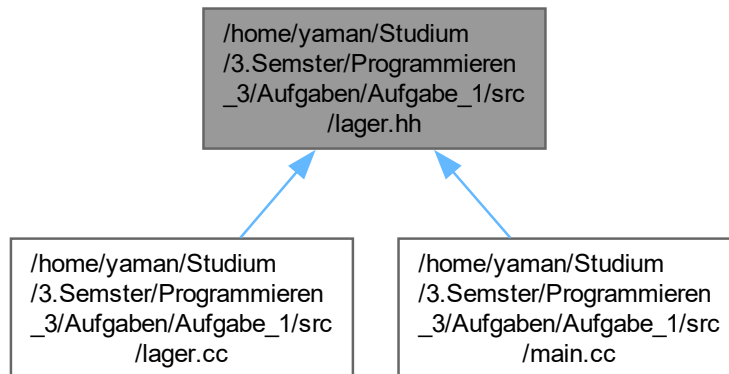 /home/yaman/Studium
/3.Semster/Programmieren
_3/Aufgaben/Aufgabe_1/src
/lager.hh
/home/yaman/Studium
/3.Semster/Programmieren
_3/Aufgaben/Aufgabe_1/src
/lager.cc
/home/yaman/Studium
/3.Semster/Programmieren
_3/Aufgaben/Aufgabe_1/src
/main.cc